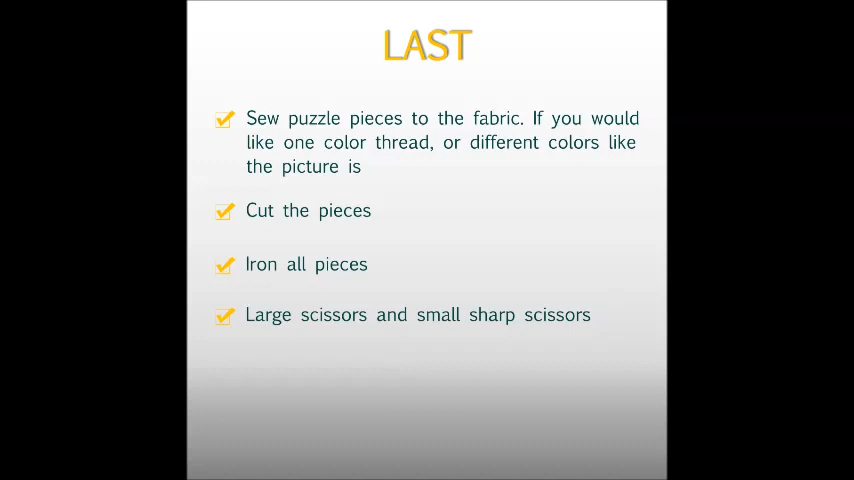 LAST
Sew puzzle pieces to the fabric. If you would
like one color thread, or different colors like
the picture is
Cut the pieces
Iron all pieces
Large scissors and small sharp scissors